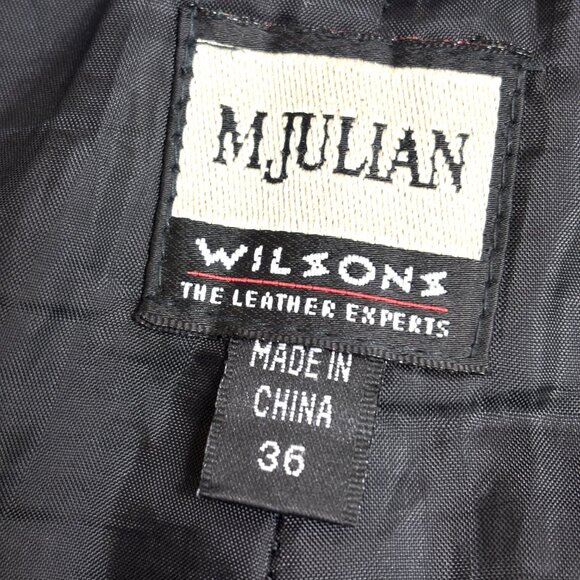 MJULIAN
WILSONS
THE LEATHER EXPERTS
MADE IN
CHINA
36